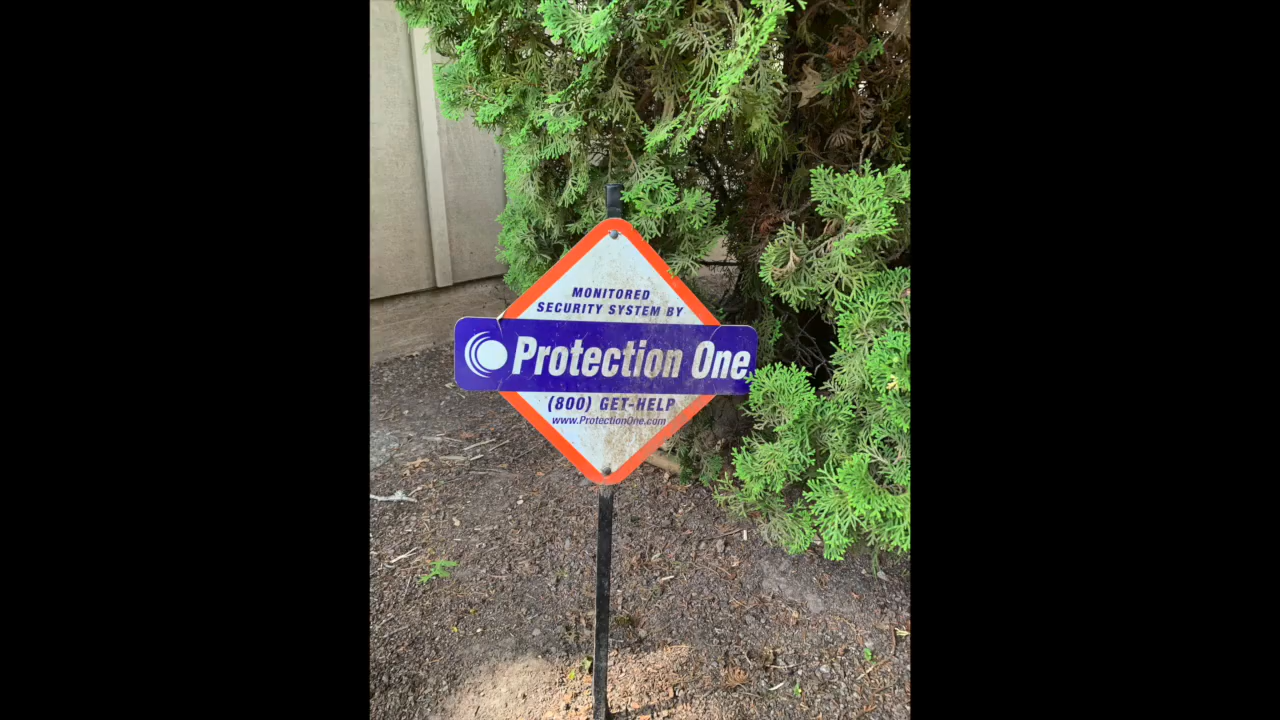 MONITORED
SECURITY SYSTEM BY
Protection One
(800) GET-HELP
www.ProtectionOne.com